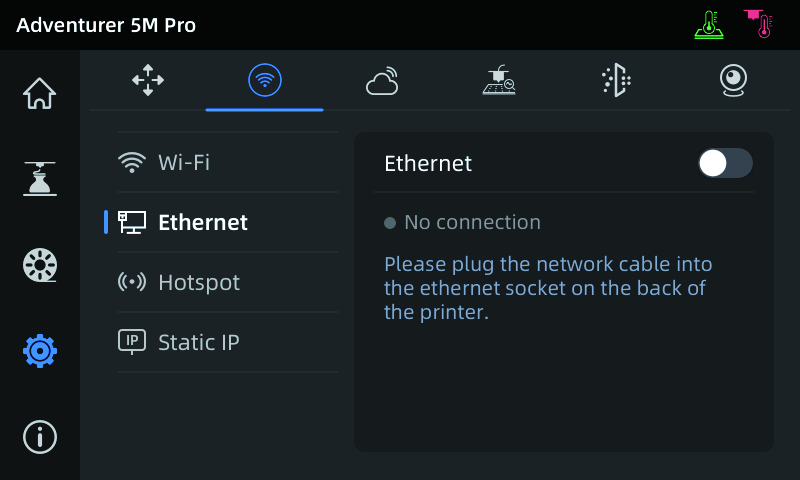 Adventurer 5M Pro
Wi-Fi
Ethernet
Hotspot
IP
Static IP
Ethernet
No connection
Please plug the network cable into
the ethernet socket on the back of
the printer.